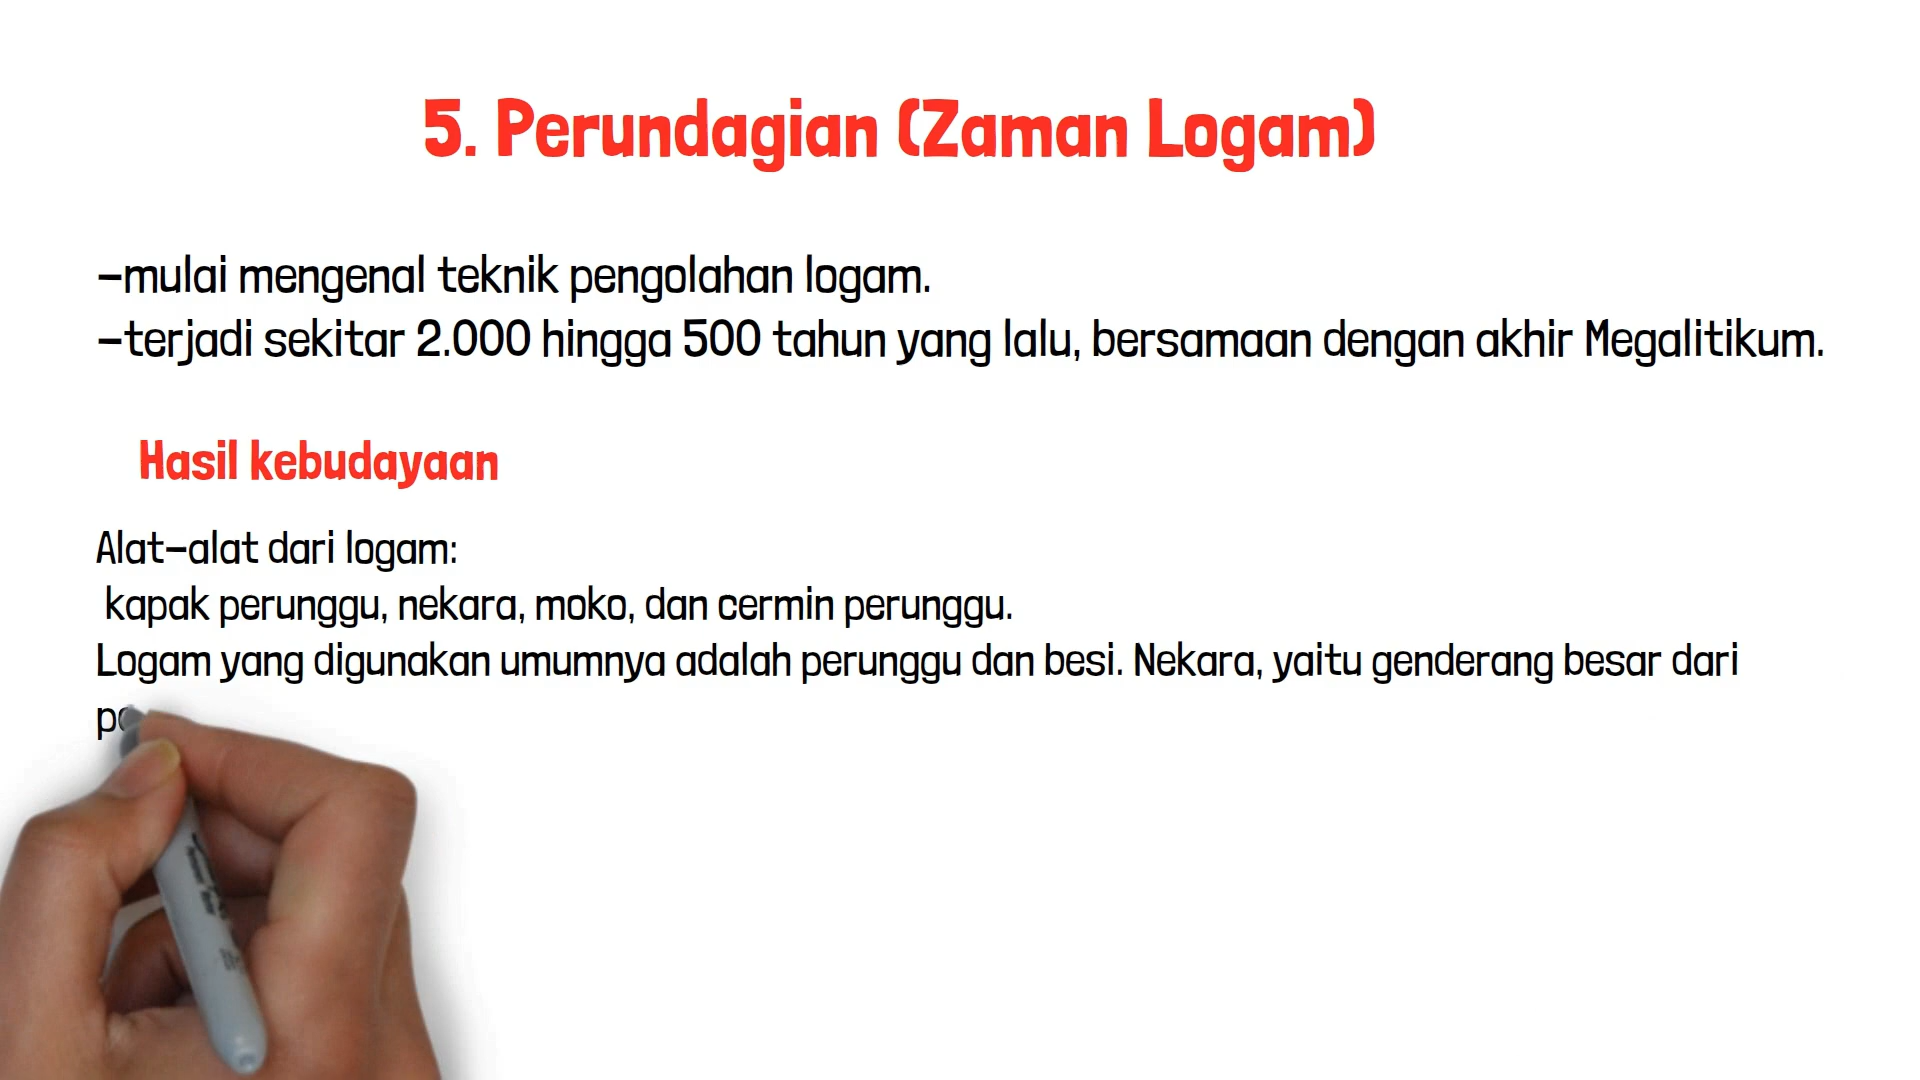 5. Perundagian (Zaman Logam)
-mulai mengenal teknik pengolahan logam.
-terjadi sekitar 2.000 hingga 500 tahun yang lalu, bersamaan dengan akhir Megalitikum.
Hasil kebudayaan
Alat-alat dari logam:
kapak perunggu, nekara, moko, dan cermin perunggu.
Logam yang digunakan umumnya adalah perunggu dan besi. Nekara, yaitu genderang besar dari